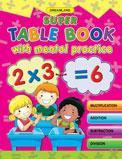 DREAMLAND
SUPER
TABLE BOOK
with mental practice
2×3 =6
MULTIPLICATION
ADDITION
SUBTRACTION
DIVISION